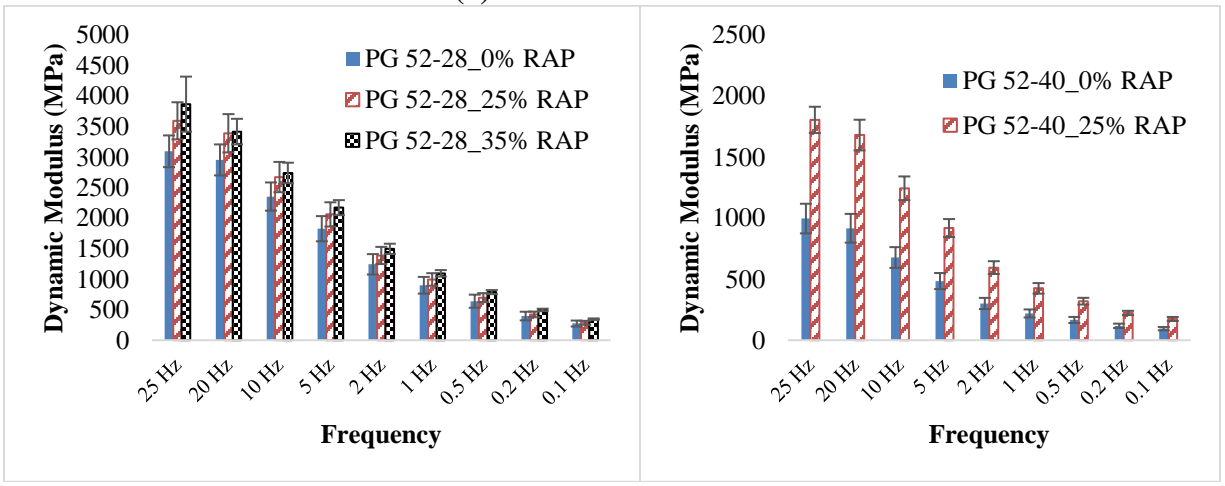 Dynamic Modulus (MPa)
5000
4500
4000
3500
3000
2500
2000
1500
1000
500
0
PG 52-28_0% RAP
PG 52-28_25% RAP
PG 52-28_35% RAP
25 Hz
20 Hz
10 Hz
5 Hz
2 Hz
1 Hz
0.5 Hz
0.2 Hz
0.1 Hz
Frequency
Dynamic Modulus (MPa)
2500
2000
1500
1000
500
0
PG 52-40_0% RAP
PG 52-40_25% RAP
25 Hz
20 Hz
10 Hz
5 Hz
2 Hz
1 Hz
0.5 Hz
0.2 Hz
0.1 Hz
Frequency